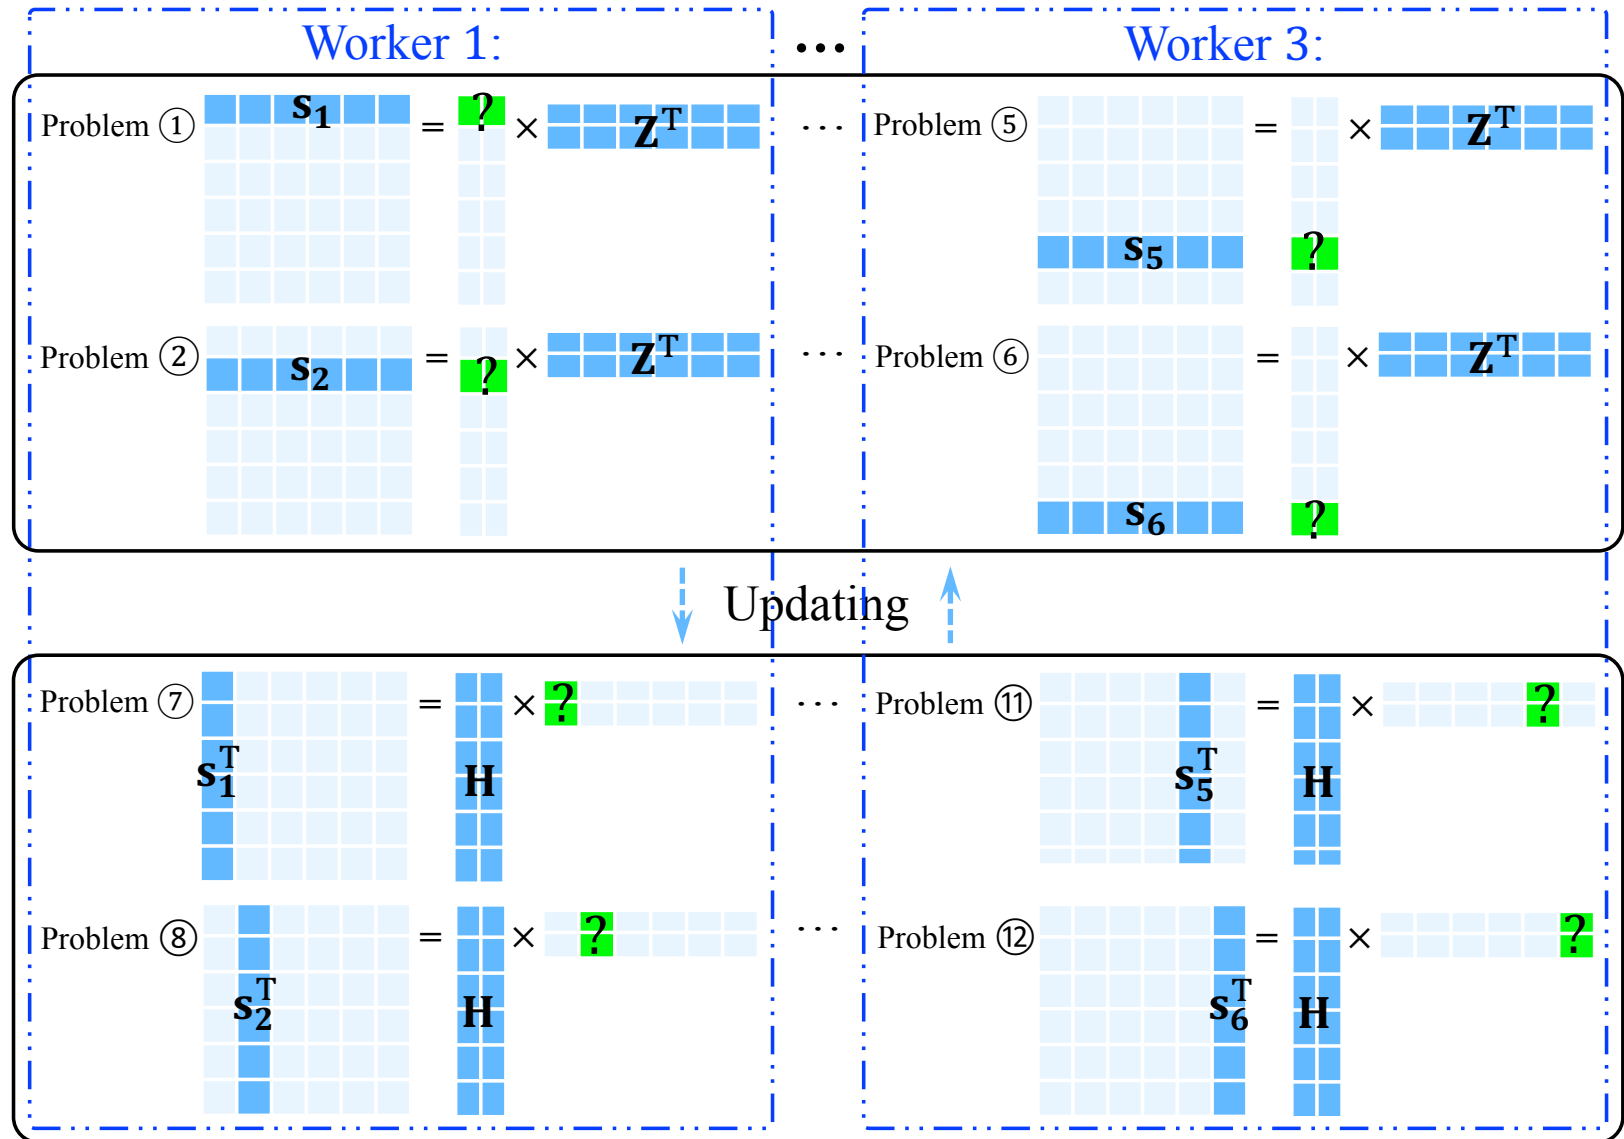 Worker 1: ... Worker 3:
Problem ① s₁ = ? × Zᵀ ... Problem ⑤ s₅ = ? × Zᵀ
Problem ② s₂ = ? × Zᵀ ... Problem ⑥ s₆ = ? × Zᵀ
Updating
Problem ⑦ s₁ᵀ = H × ? ... Problem ⑪ s₅ᵀ = H × ?
Problem ⑧ s₂ᵀ = H × ? ... Problem ⑫ s₆ᵀ = H × ?